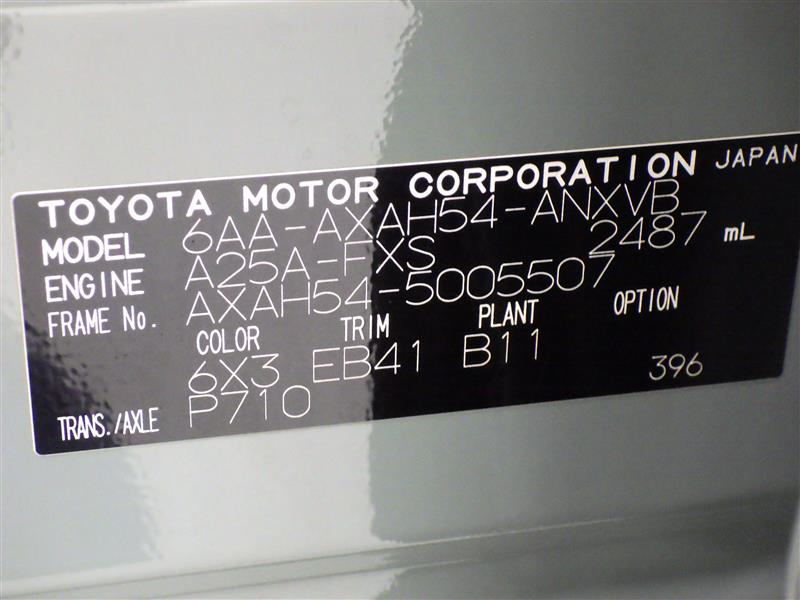 TOYOTA MOTOR CORPORATION JAPAN
MODEL 6AA-AXAH54-ANXVB
ENGINE A25A-FXS 2487 mL
FRAME No. AXAH54-5005507
COLOR TRIM PLANT OPTION
6X3 EB41 B11
TRANS./AXLE P710 396